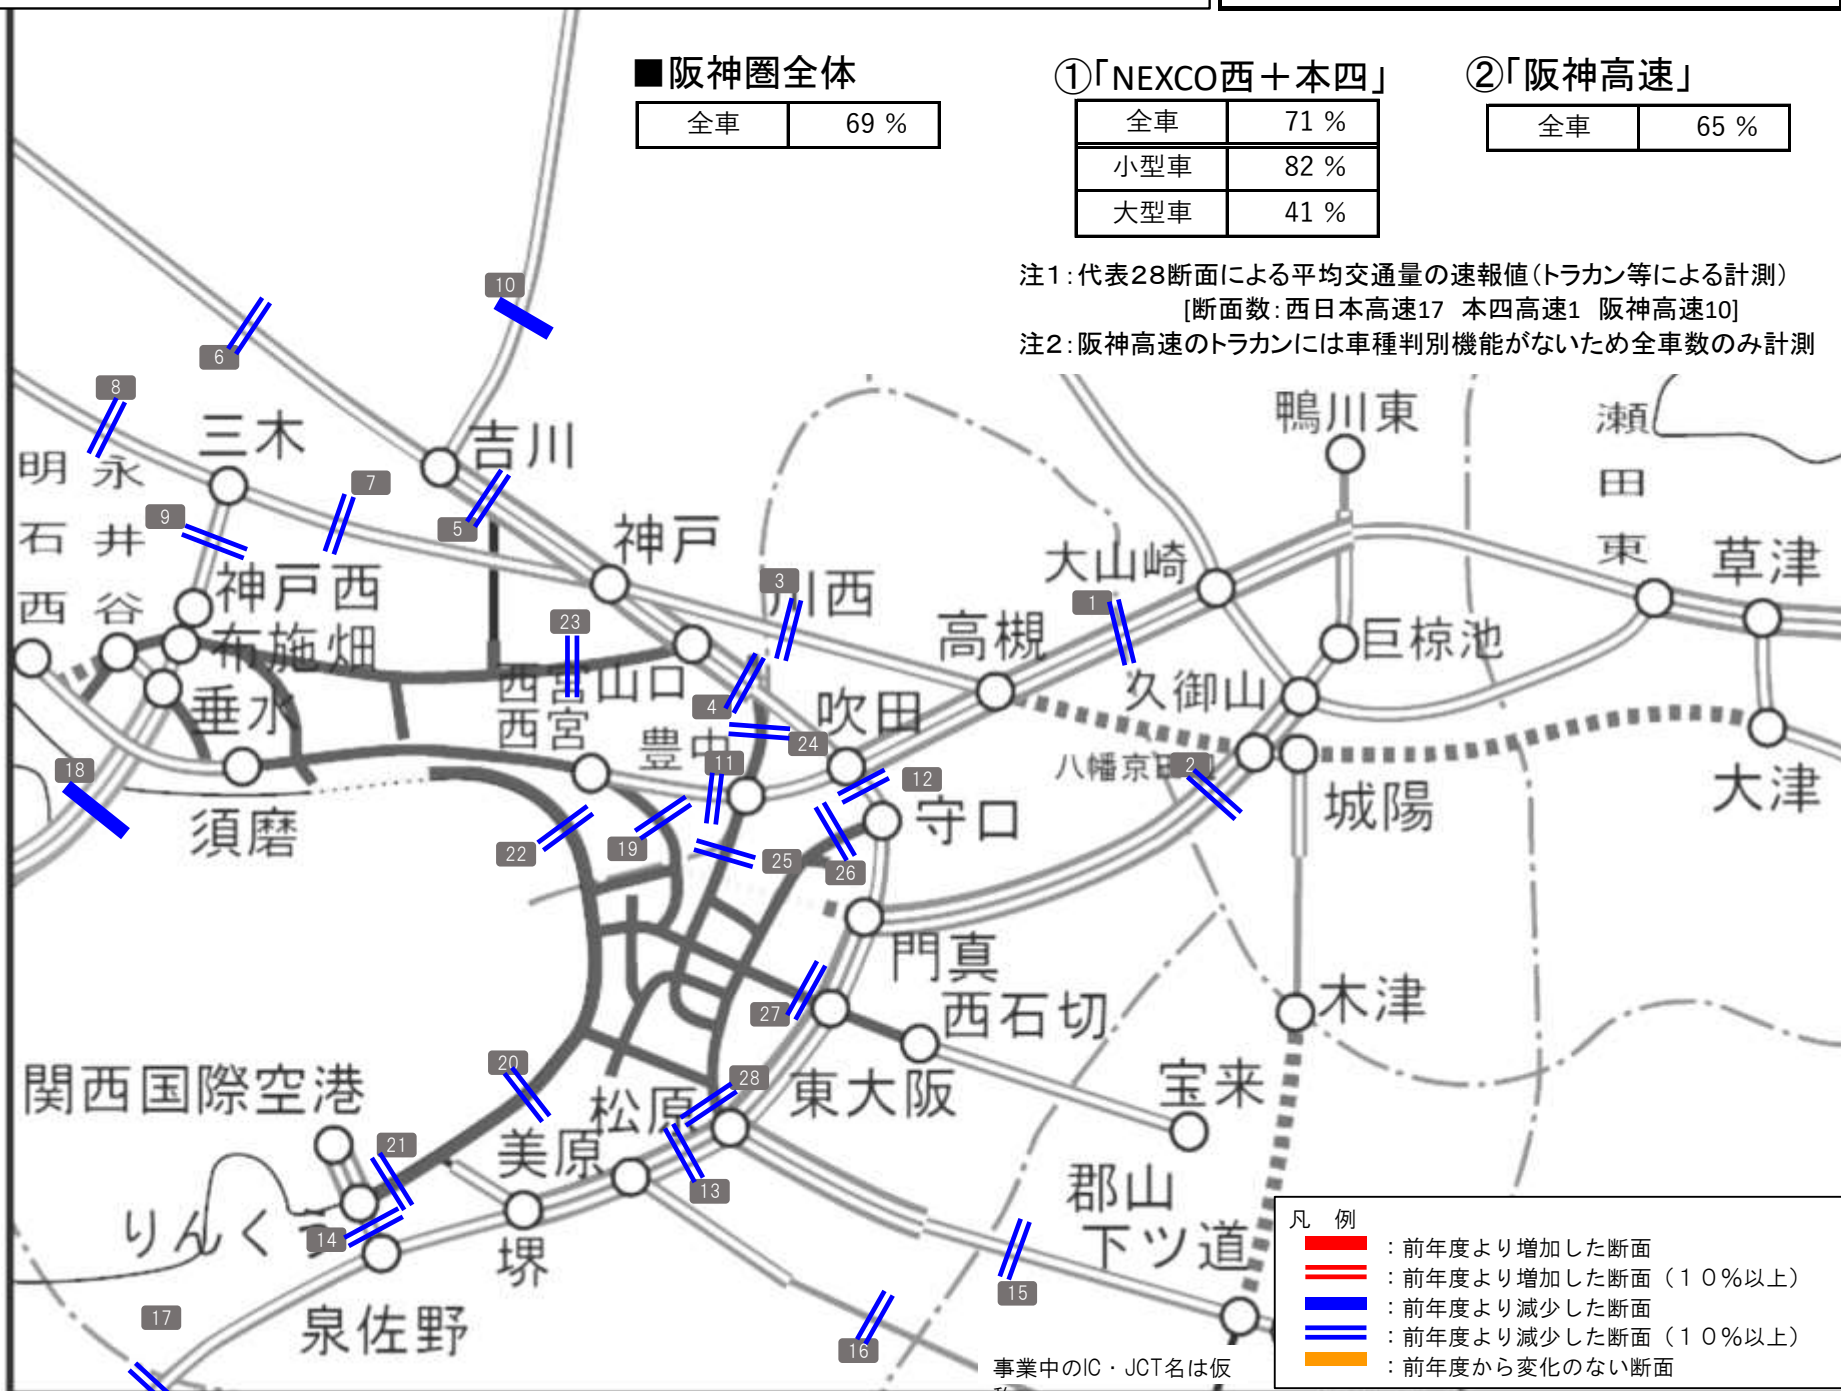 ■阪神圏全体
全車 69 %
①「NEXCO西＋本四」
全車 71 %
小型車 82 %
大型車 41 %
②「阪神高速」
全車 65 %
注1：代表28断面による平均交通量の速報値（トラカン等による計測）
[断面数：西日本高速17 本四高速1 阪神高速10]
注2：阪神高速のトラカンには車種判別機能がないため全車数のみ計測
10
6
8
三木
吉川
鴨川東
瀬田東
明石西
永井谷
7
9
5
神戸
大山崎
草津
神戸西
3
川西
1
布施畑
23
高槻
巨椋池
西宮山口
久御山
垂水
4
吹田
西宮
豊中
24
18
11
12
八幡京田辺
2
大津
須磨
守口
城陽
22
19
25
26
門真
27
西石切
木津
20
関西国際空港
28
松原
東大阪
宝来
21
美原
13
郡山
りんくう
14
堺
下ツ道
15
17
泉佐野
16
事業中のIC・JCT名は仮
凡 例
：前年度より増加した断面
：前年度より増加した断面（１０％以上）
：前年度より減少した断面
：前年度より減少した断面（１０％以上）
：前年度から変化のない断面